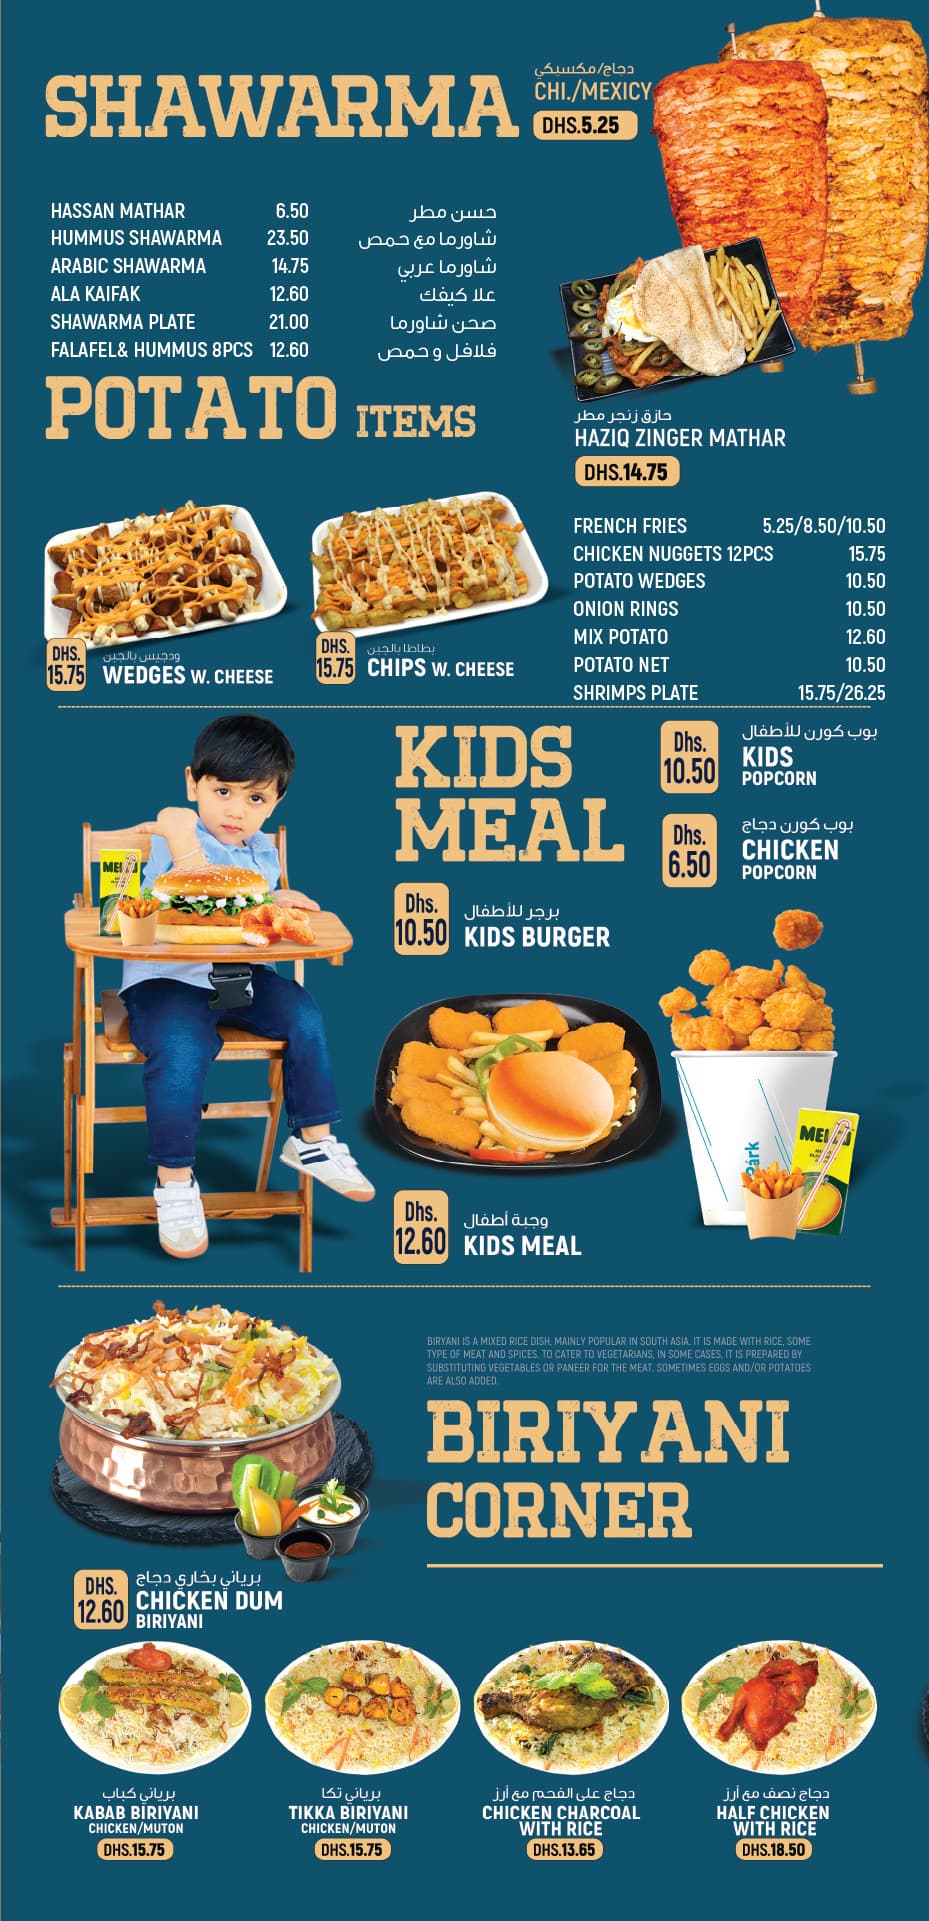 SHAWARMA
دجاج/مكسيكي
CHI./MEXICY
DHS.5.25
HASSAN MATHAR 6.50 حسن مطر
HUMMUS SHAWARMA 23.50 شاورما مع حمص
ARABIC SHAWARMA 14.75 شاورما عربي
ALA KAIFAK 12.60 علا كيفك
SHAWARMA PLATE 21.00 صحن شاورما
FALAFEL& HUMMUS 8PCS 12.60 فلافل و حمص
حازق زنجر مطر
HAZIQ ZINGER MATHAR
DHS.14.75
POTATO ITEMS
DHS.
15.75
ودجيس بالجبن
WEDGES W. CHEESE
DHS.
15.75
بطاطا بالجبن
CHIPS W. CHEESE
FRENCH FRIES 5.25/8.50/10.50
CHICKEN NUGGETS 12PCS 15.75
POTATO WEDGES 10.50
ONION RINGS 10.50
MIX POTATO 12.60
POTATO NET 10.50
SHRIMPS PLATE 15.75/26.25
KIDS
MEAL
Dhs.
10.50
بوب كورن للأطفال
KIDS
POPCORN
Dhs.
6.50
بوب كورن دجاج
CHICKEN
POPCORN
Dhs.
10.50
برجر للأطفال
KIDS BURGER
Park
Dhs.
12.60
وجبة أطفال
KIDS MEAL
BIRYANI IS A MIXED RICE DISH, MAINLY POPULAR IN SOUTH ASIA. IT IS MADE WITH RICE, SOME
TYPE OF MEAT AND SPICES. TO CATER TO VEGETARIANS, IN SOME CASES, IT IS PREPARED BY
SUBSTITUTING VEGETABLES OR PANEER FOR THE MEAT. SOMETIMES EGGS AND/OR POTATOES
ARE ALSO ADDED.
BIRIYANI
CORNER
DHS.
12.60
برياني بخاري دجاج
CHICKEN DUM
BIRIYANI
برياني كباب
KABAB BIRIYANI
CHICKEN/MUTON
DHS.15.75
برياني تكا
TIKKA BIRIYANI
CHICKEN/MUTON
DHS.15.75
دجاج على الفحم مع أرز
CHICKEN CHARCOAL
WITH RICE
DHS.13.65
دجاج نصف مع أرز
HALF CHICKEN
WITH RICE
DHS.18.50